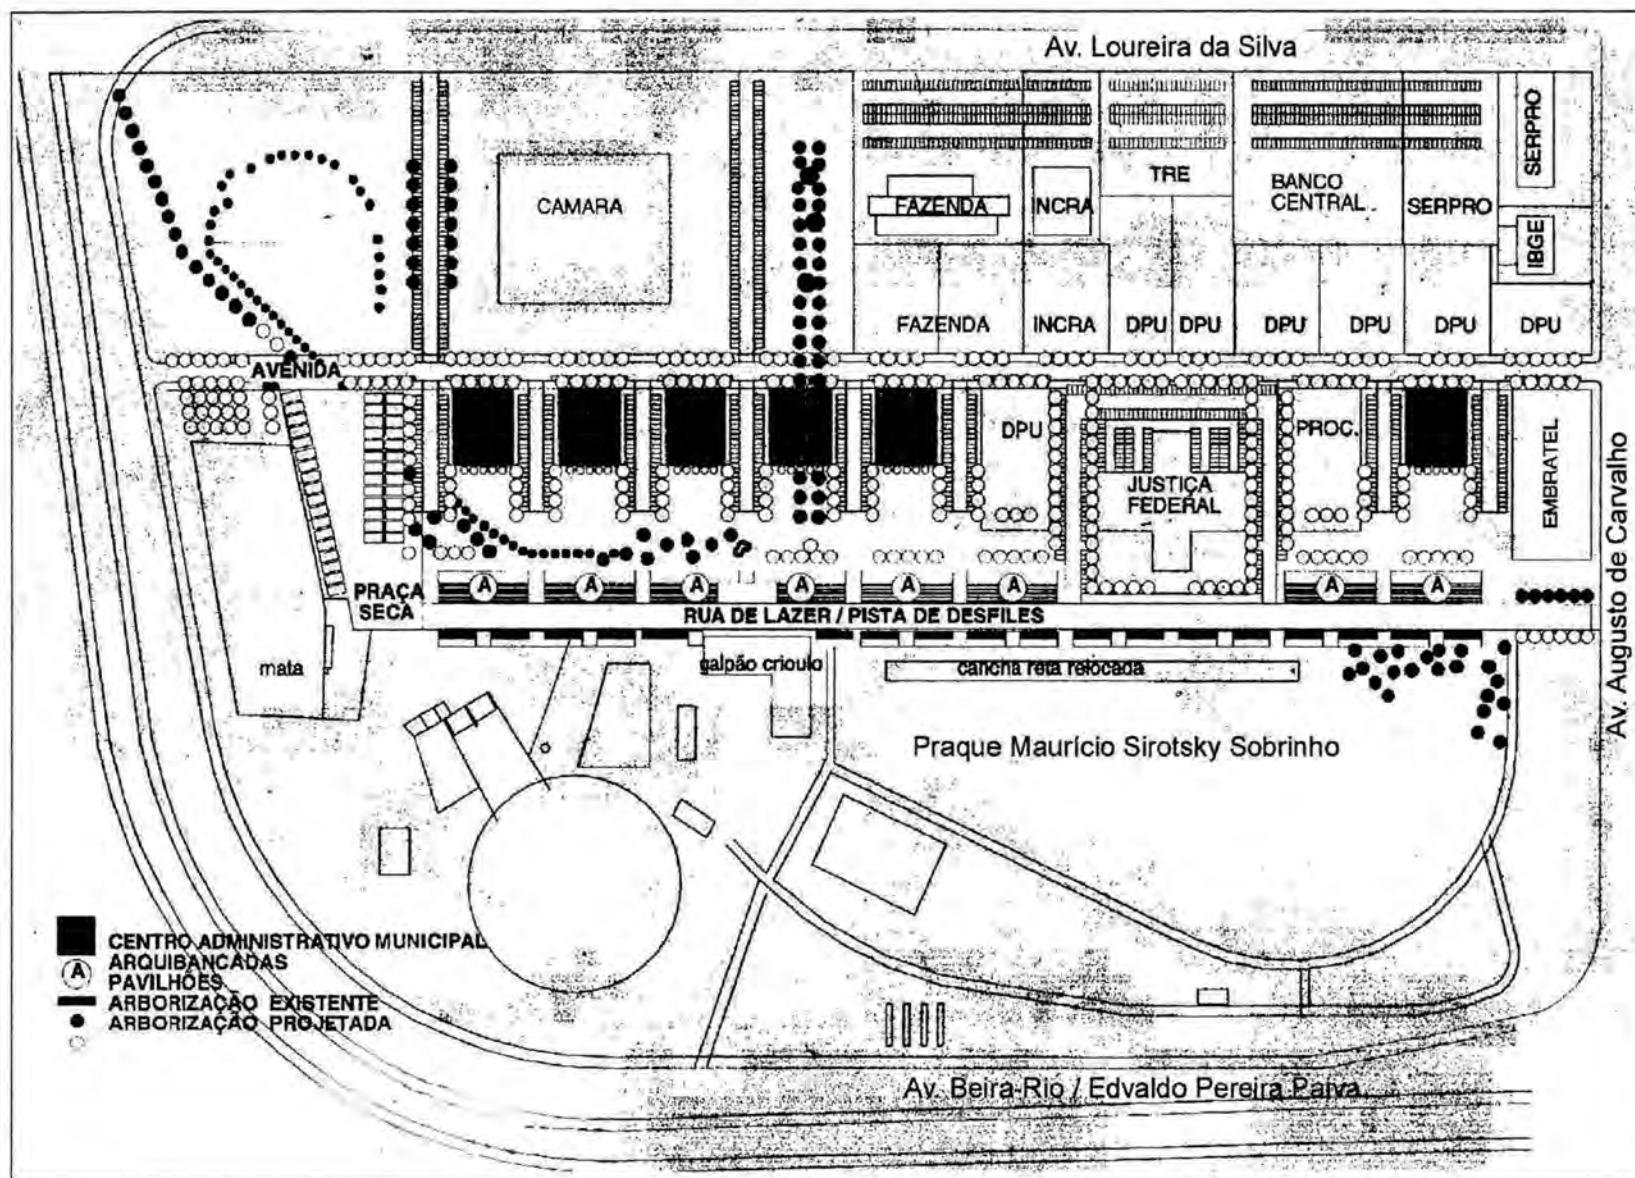 Av. Loureira da Silva
CAMARA
FAZENDA
INCRA
TRE
BANCO
CENTRAL
SERPRO
SERPRO
IBGE
FAZENDA
INCRA
DPU
DPU
DPU
DPU
DPU
DPU
AVENIDA
DPU
JUSTIÇA
FEDERAL
PROC.
EMBRATEL
Av. Augusto de Carvalho
PRAÇA
SECA
A
A
A
A
A
A
A
A
RUA DE LAZER / PISTA DE DESFILES
mata
galpão crioulo
cancha reta relocada
Praque Maurício Sirotsky Sobrinho
CENTRO ADMINISTRATIVO MUNICIPAL
A
ARQUIBANCADAS
PAVILHÕES
ARBORIZAÇÃO EXISTENTE
ARBORIZAÇÃO PROJETADA
Av. Beira-Rio / Edvaldo Pereira Paiva